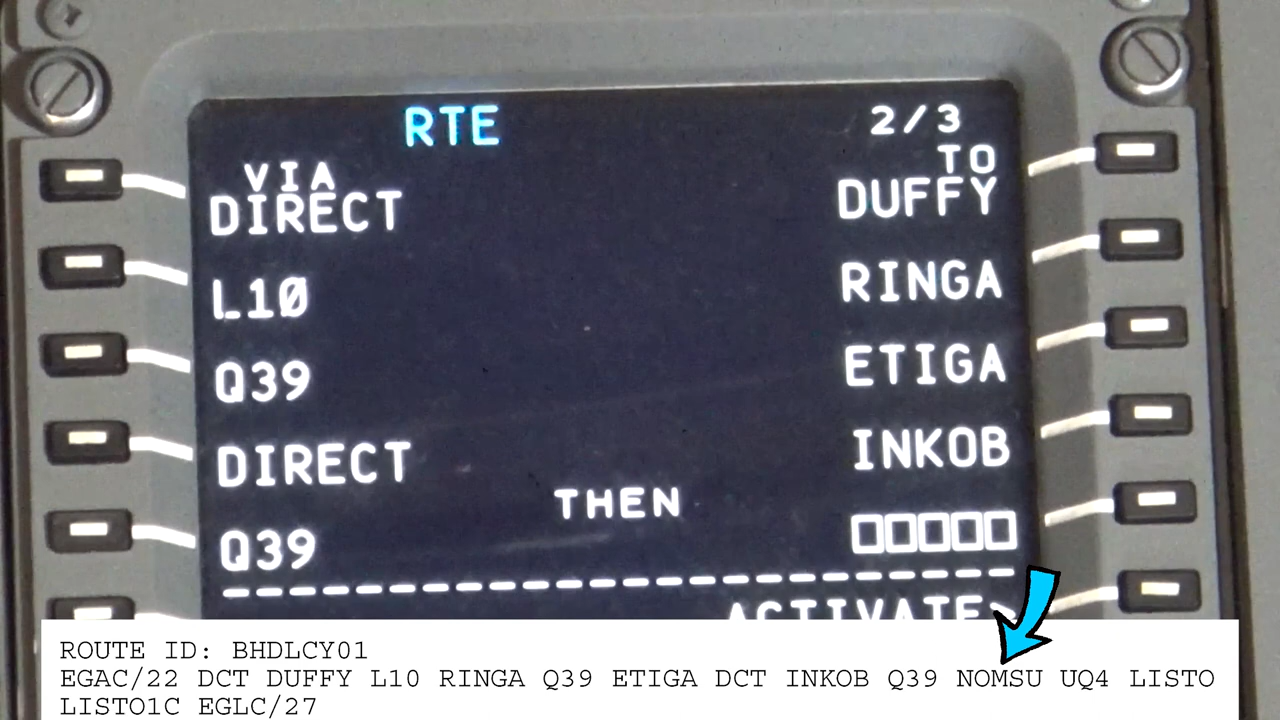 RTE 2/3
VIA TO
DIRECT DUFFY
L10 RINGA
Q39 ETIGA
DIRECT INKOB
THEN
Q39 □□□□□
------------------------
ACTIVATE>
ROUTE ID: BHDLCY01
EGAC/22 DCT DUFFY L10 RINGA Q39 ETIGA DCT INKOB Q39 NOMSU UQ4 LISTO
LISTO1C EGLC/27